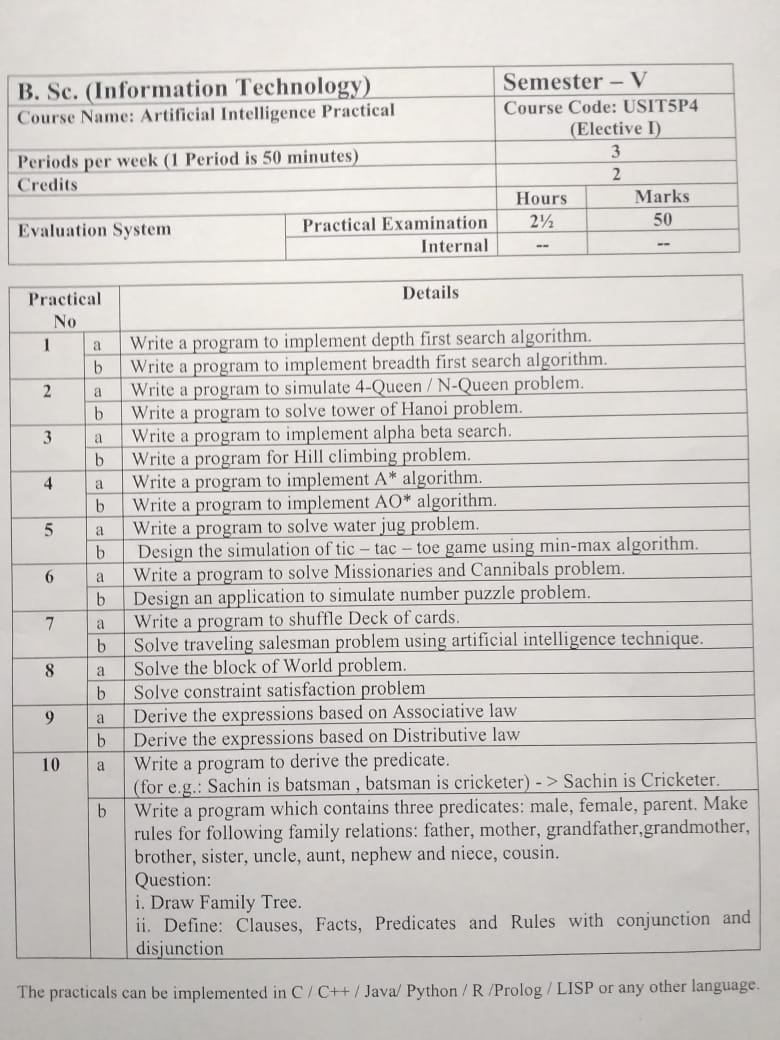 B. Sc. (Information Technology) Semester – V
Course Name: Artificial Intelligence Practical Course Code: USIT5P4
(Elective I)
Periods per week (1 Period is 50 minutes) 3
Credits 2
Hours Marks
Evaluation System Practical Examination 2½ 50
Internal -- --
Practical Details
No
1 a Write a program to implement depth first search algorithm.
b Write a program to implement breadth first search algorithm.
2 a Write a program to simulate 4-Queen / N-Queen problem.
b Write a program to solve tower of Hanoi problem.
3 a Write a program to implement alpha beta search.
b Write a program for Hill climbing problem.
4 a Write a program to implement A* algorithm.
b Write a program to implement AO* algorithm.
5 a Write a program to solve water jug problem.
b Design the simulation of tic – tac – toe game using min-max algorithm.
6 a Write a program to solve Missionaries and Cannibals problem.
b Design an application to simulate number puzzle problem.
7 a Write a program to shuffle Deck of cards.
b Solve traveling salesman problem using artificial intelligence technique.
8 a Solve the block of World problem.
b Solve constraint satisfaction problem
9 a Derive the expressions based on Associative law
b Derive the expressions based on Distributive law
10 a Write a program to derive the predicate.
(for e.g.: Sachin is batsman , batsman is cricketer) - > Sachin is Cricketer.
b Write a program which contains three predicates: male, female, parent. Make
rules for following family relations: father, mother, grandfather,grandmother,
brother, sister, uncle, aunt, nephew and niece, cousin.
Question:
i. Draw Family Tree.
ii. Define: Clauses, Facts, Predicates and Rules with conjunction and
disjunction
The practicals can be implemented in C / C++ / Java/ Python / R /Prolog / LISP or any other language.